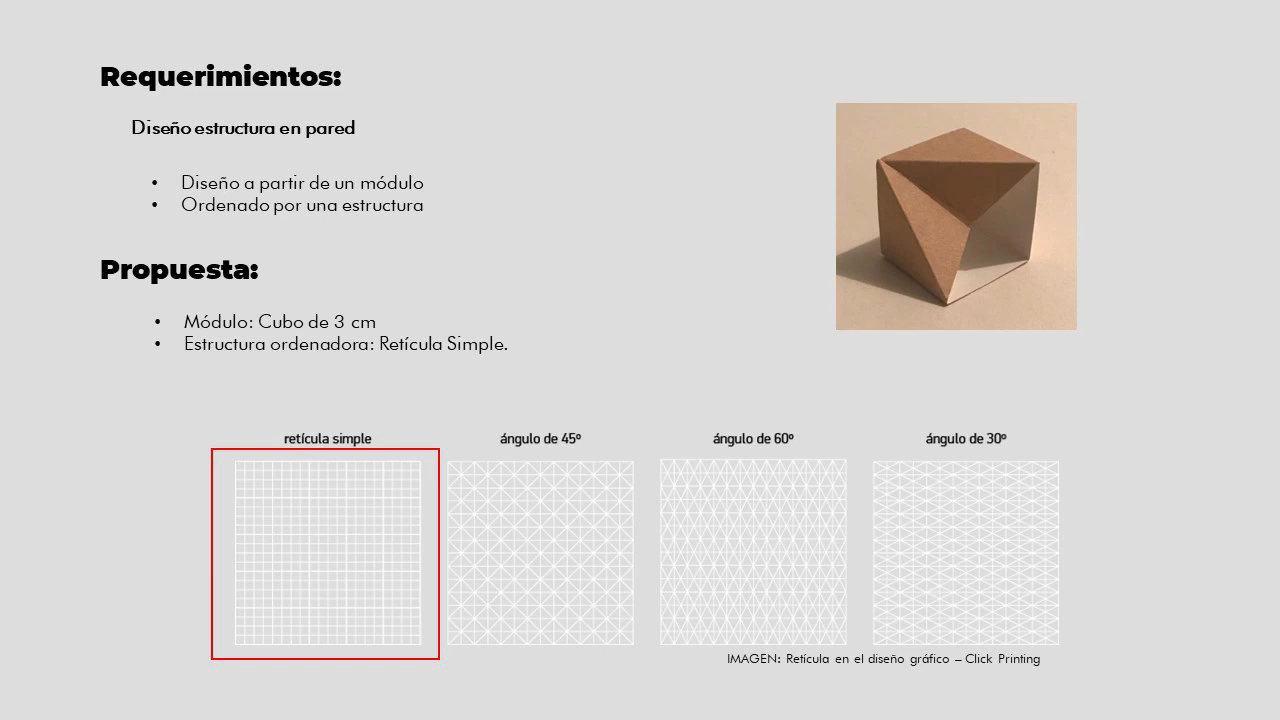 Requerimientos:
Diseño estructura en pared
• Diseño a partir de un módulo
• Ordenado por una estructura
Propuesta:
• Módulo: Cubo de 3 cm
• Estructura ordenadora: Retícula Simple.
retícula simple
ángulo de 45º
ángulo de 60º
ángulo de 30º
IMAGEN: Retícula en el diseño gráfico – Click Printing